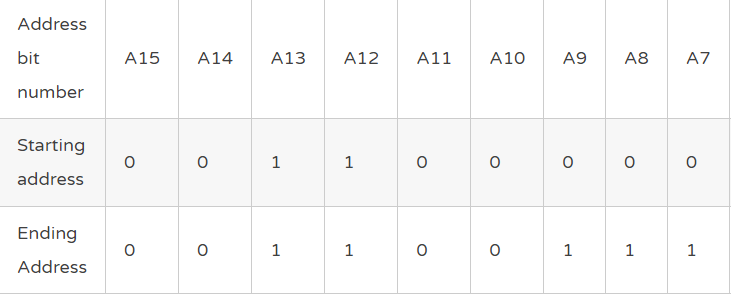 Address bit number A15 A14 A13 A12 A11 A10 A9 A8 A7
Starting address 0 0 1 1 0 0 0 0 0
Ending Address 0 0 1 1 0 0 1 1 1